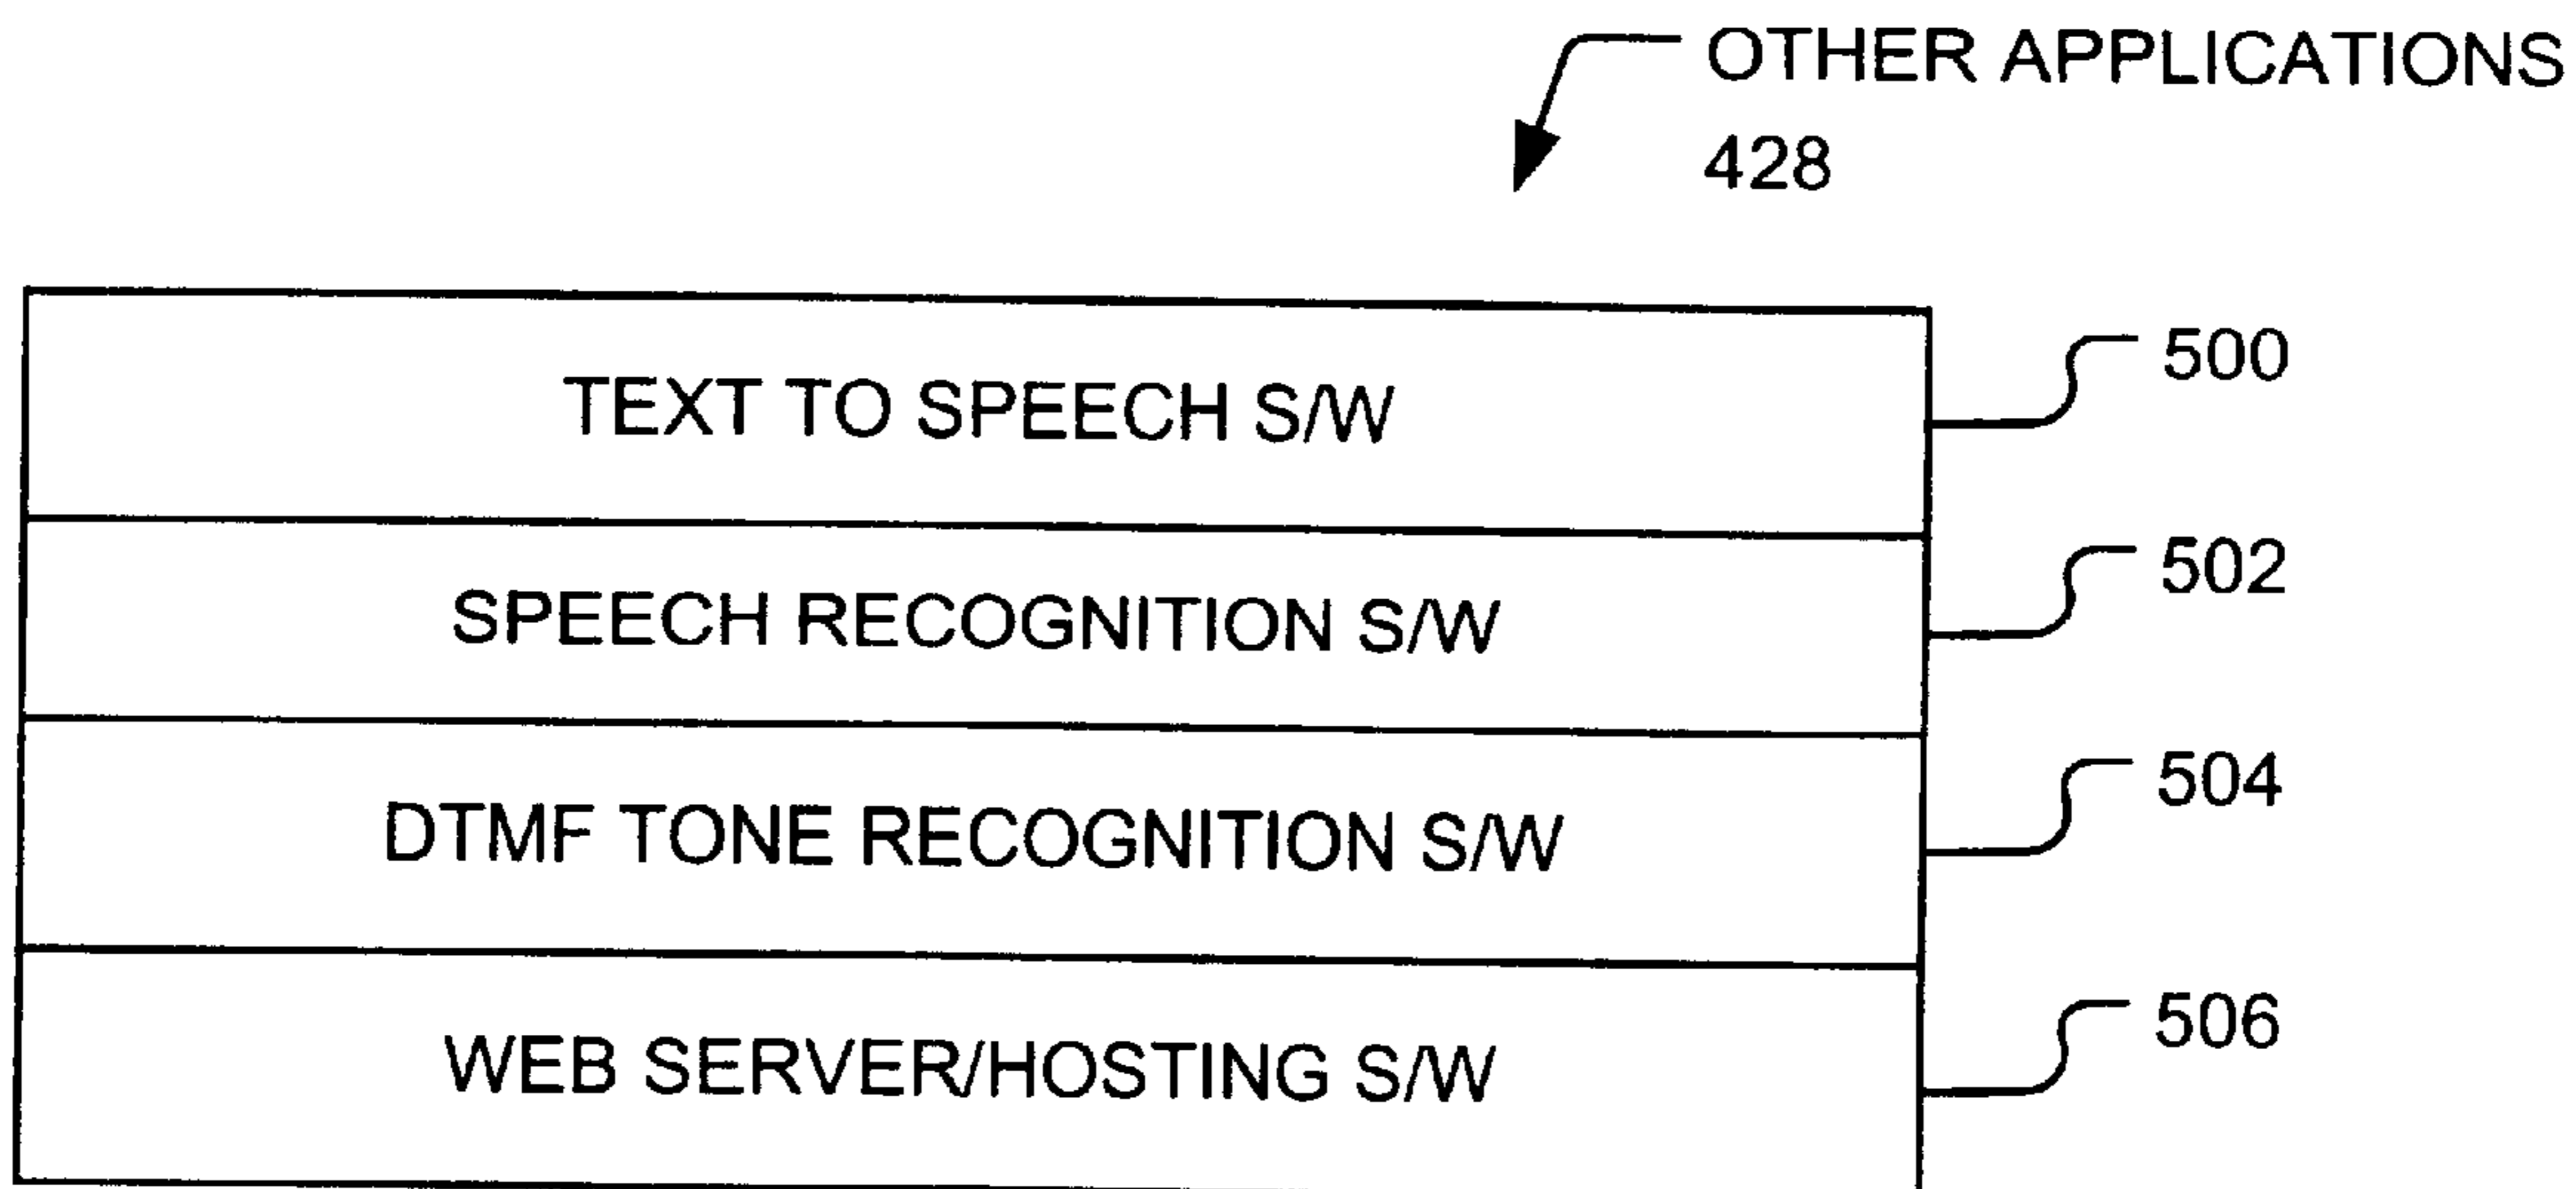 OTHER APPLICATIONS
428
TEXT TO SPEECH S/W
500
SPEECH RECOGNITION S/W
502
DTMF TONE RECOGNITION S/W
504
WEB SERVER/HOSTING S/W
506